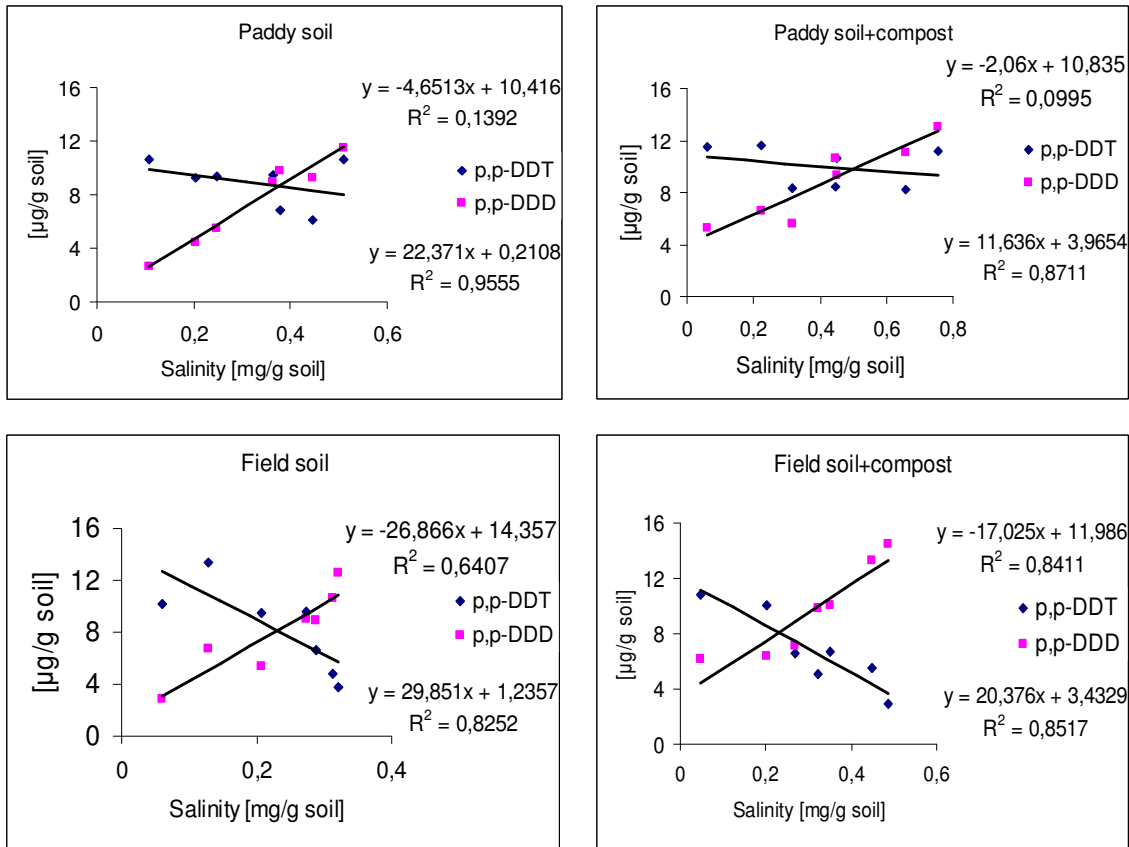 Paddy soil
y = -4,6513x + 10,416
R² = 0,1392
p,p-DDT
p,p-DDD
y = 22,371x + 0,2108
R² = 0,9555
[µg/g soil]
16
12
8
4
0
0 0,2 0,4 0,6
Salinity [mg/g soil]
Paddy soil+compost
y = -2,06x + 10,835
R² = 0,0995
p,p-DDT
p,p-DDD
y = 11,636x + 3,9654
R² = 0,8711
[µg/g soil]
16
12
8
4
0
0 0,2 0,4 0,6 0,8
Salinity [mg/g soil]
Field soil
y = -26,866x + 14,357
R² = 0,6407
p,p-DDT
p,p-DDD
y = 29,851x + 1,2357
R² = 0,8252
[µg/g soil]
16
12
8
4
0
0 0,2 0,4
Salinity [mg/g soil]
Field soil+compost
y = -17,025x + 11,986
R² = 0,8411
p,p-DDT
p,p-DDD
y = 20,376x + 3,4329
R² = 0,8517
[µg/g soil]
16
12
8
4
0
0 0,2 0,4 0,6
Salinity [mg/g soil]